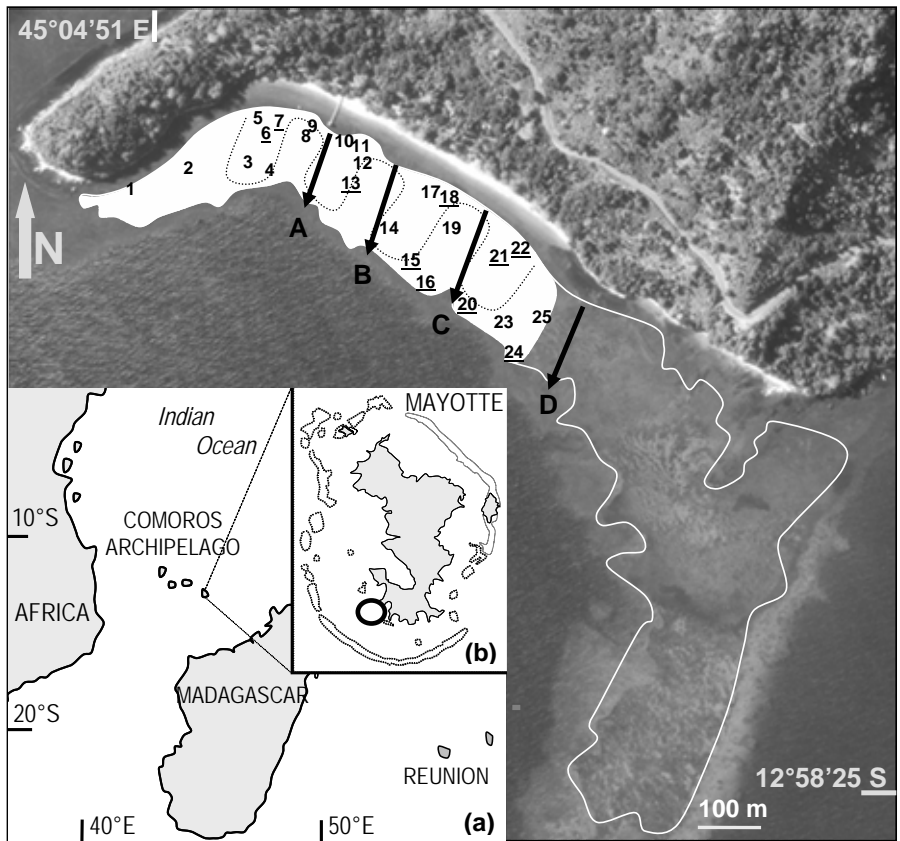 45°04'51 E
5 7 9
6 8 10
11
2 3 4 12
1 13
17 18
14 19
A
15 21 22
B
16
20 23 25
C
24
D
N
Indian
Ocean
MAYOTTE
10°S
COMOROS
ARCHIPELAGO
AFRICA
(b)
MADAGASCAR
20°S
REUNION
12°58'25 S
100 m
40°E 50°E (a)